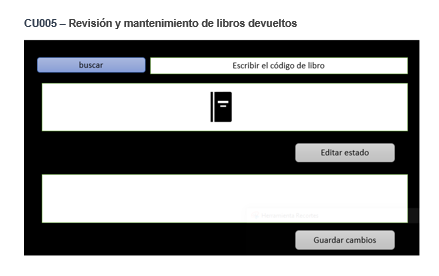 CU005 – Revisión y mantenimiento de libros devueltos
buscar
Escribir el código de libro
Editar estado
Guardar cambios